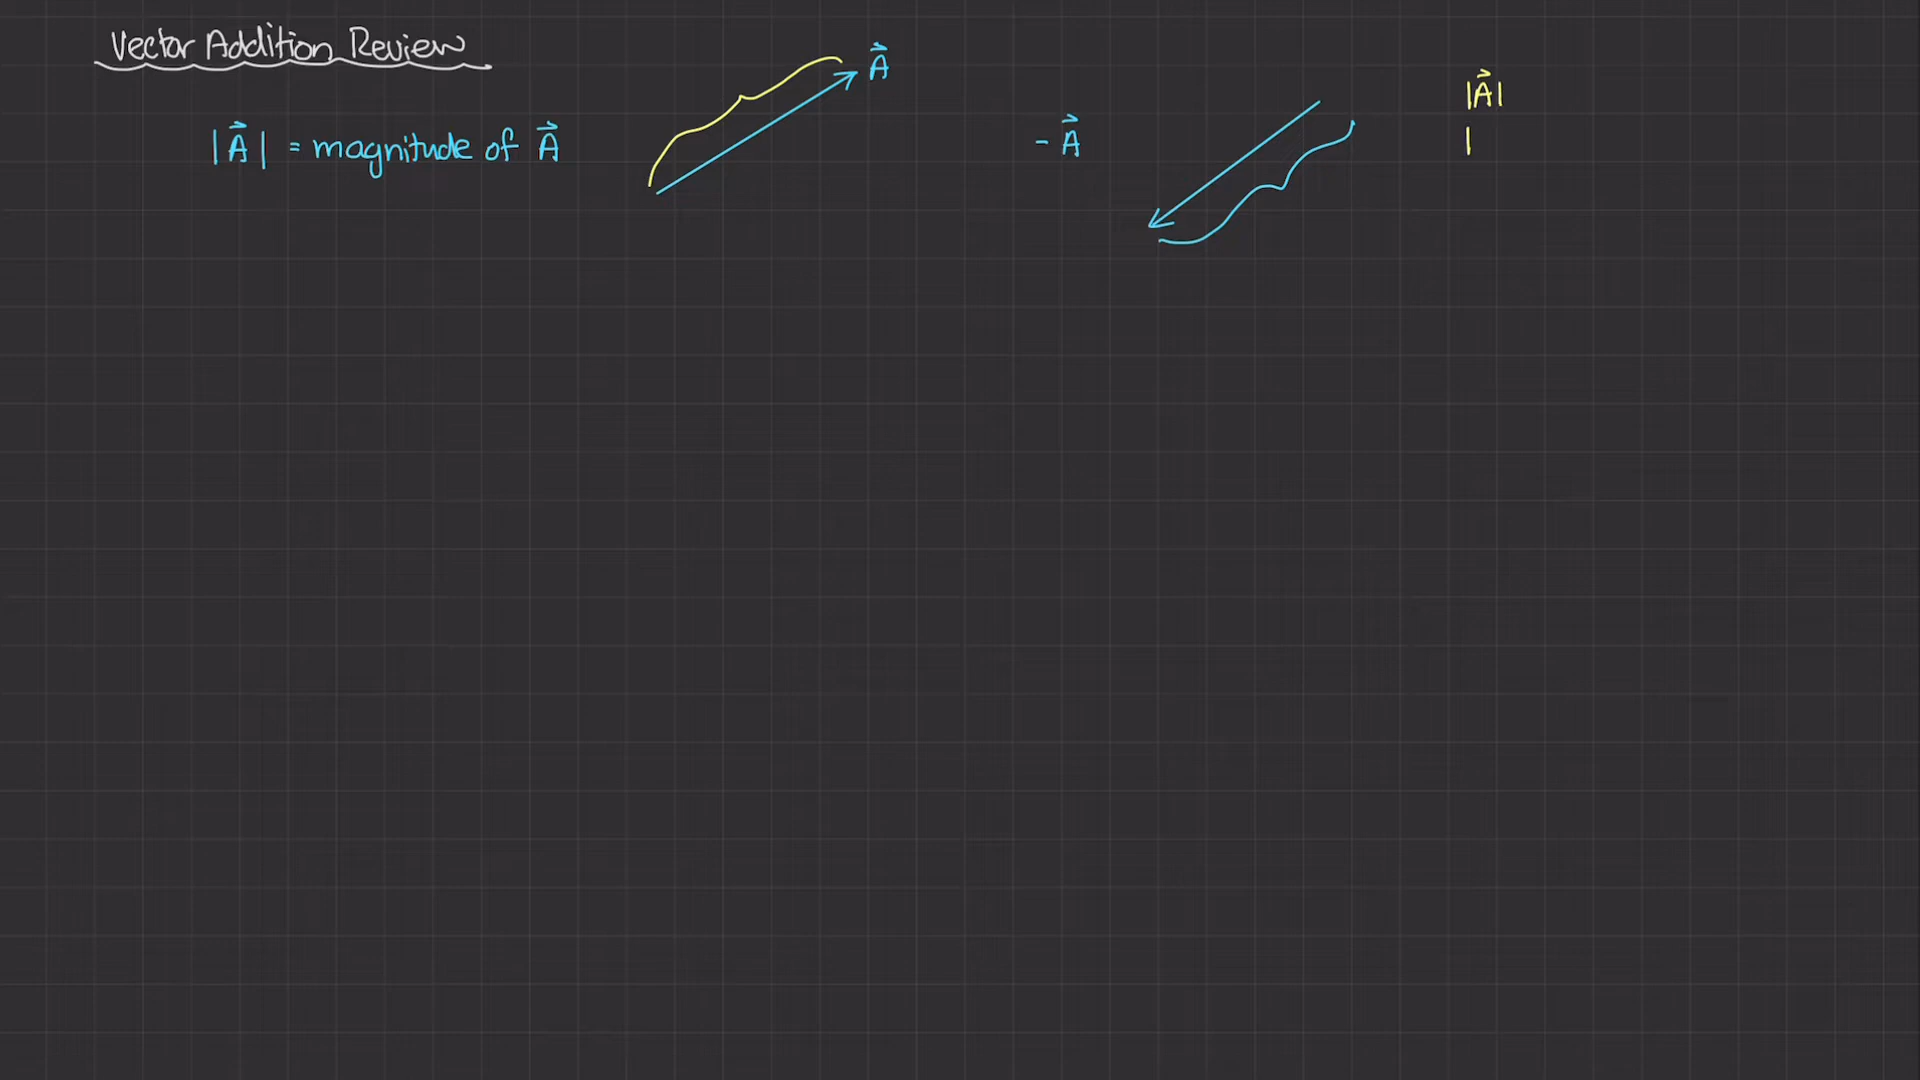 Vector Addition Review
|A⃗| = magnitude of A⃗
A⃗
- A⃗
|A⃗|
|